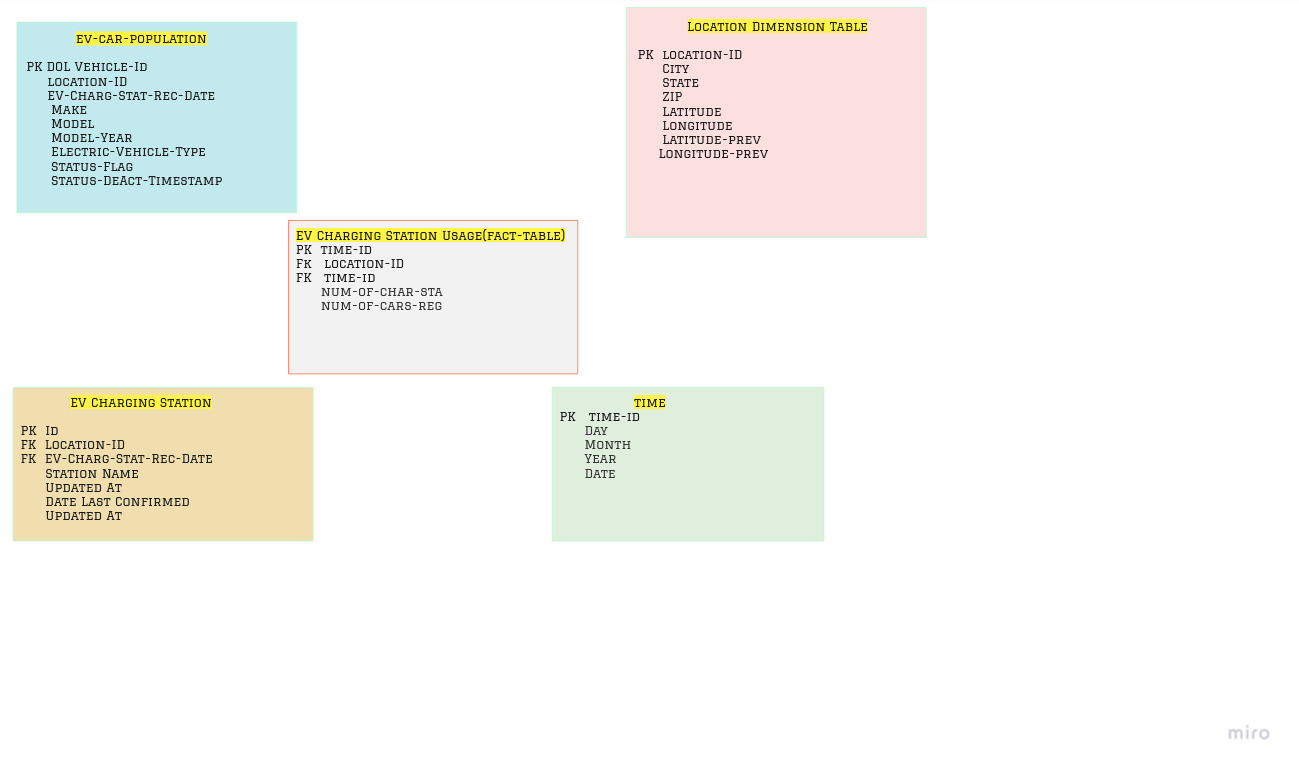 EV-CAR-POPULATION
PK DOL Vehicle-Id
LOCATION-ID
EV-Charg-Stat-Rec-Date
Make
Model
Model-Year
Electric-Vehicle-Type
Status-Flag
Status-DeAct-Timestamp
Location Dimension Table
PK LOCATION-ID
City
STATE
ZIP
Latitude
Longitude
Latitude-prev
Longitude-prev
EV Charging Station Usage(fact-table)
PK TIME-ID
FK LOCATION-ID
FK TIME-ID
NUM-OF-CHAR-STA
NUM-OF-CARS-REG
EV Charging Station
PK Id
FK Location-ID
FK EV-Charg-Stat-Rec-Date
Station Name
Updated At
Date Last Confirmed
Updated At
TIME
PK TIME-ID
Day
Month
Year
Date
miro